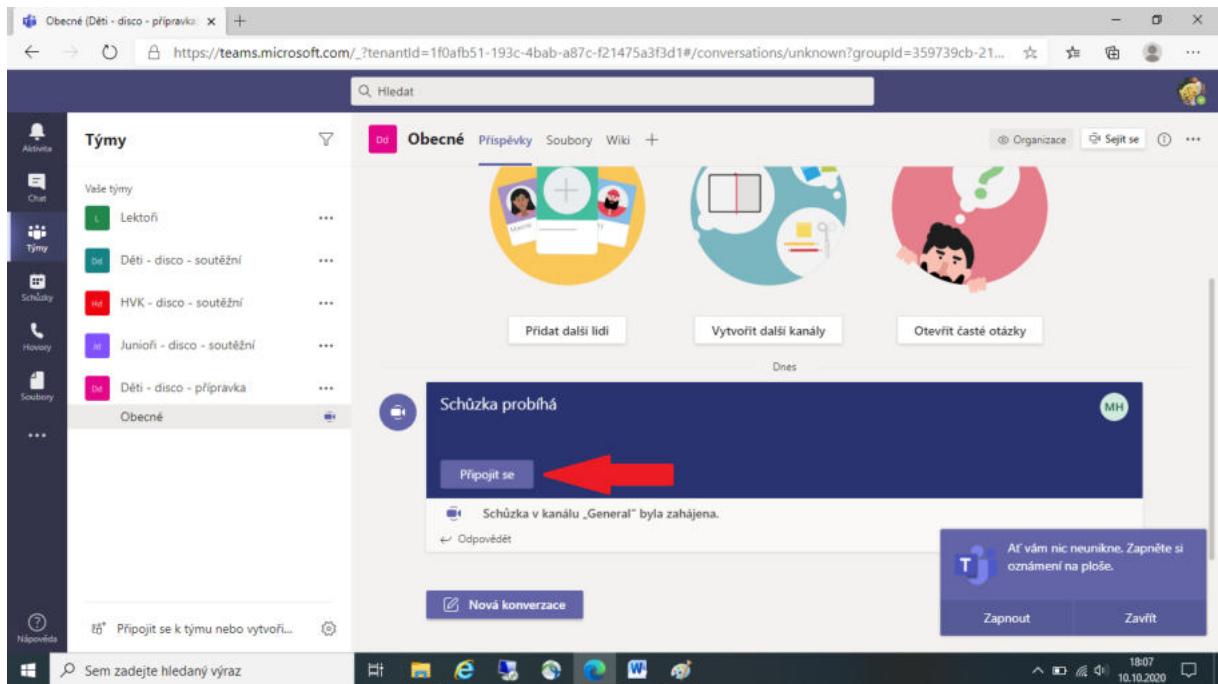 Obecné (Děti - disco - přípravka
https://teams.microsoft.com/_?tenantId=1f0afb51-193c-4bab-a87c-f21475a3f3d1#/conversations/unknown?groupId=359739cb-21...
Hledat
Aktivita
Chat
Týmy
Schůzky
Hovory
Soubory
Nápověda
Týmy
Vaše týmy
L Lektoři
Dd Děti - disco - soutěžní
Hd HVK - disco - soutěžní
Jd Junioři - disco - soutěžní
Dd Děti - disco - přípravka
Obecné
Připojit se k týmu nebo vytvoři...
Dd Obecné Příspěvky Soubory Wiki + Organizace Sejít se
Přidat další lidi Vytvořit další kanály Otevřít časté otázky
Dnes
Schůzka probíhá MH
Připojit se
Schůzka v kanálu „General" byla zahájena.
Odpovědět
Nová konverzace
Ať vám nic neunikne. Zapněte si
oznámení na ploše.
Zapnout Zavřít
Sem zadejte hledaný výraz
18:07
10.10.2020